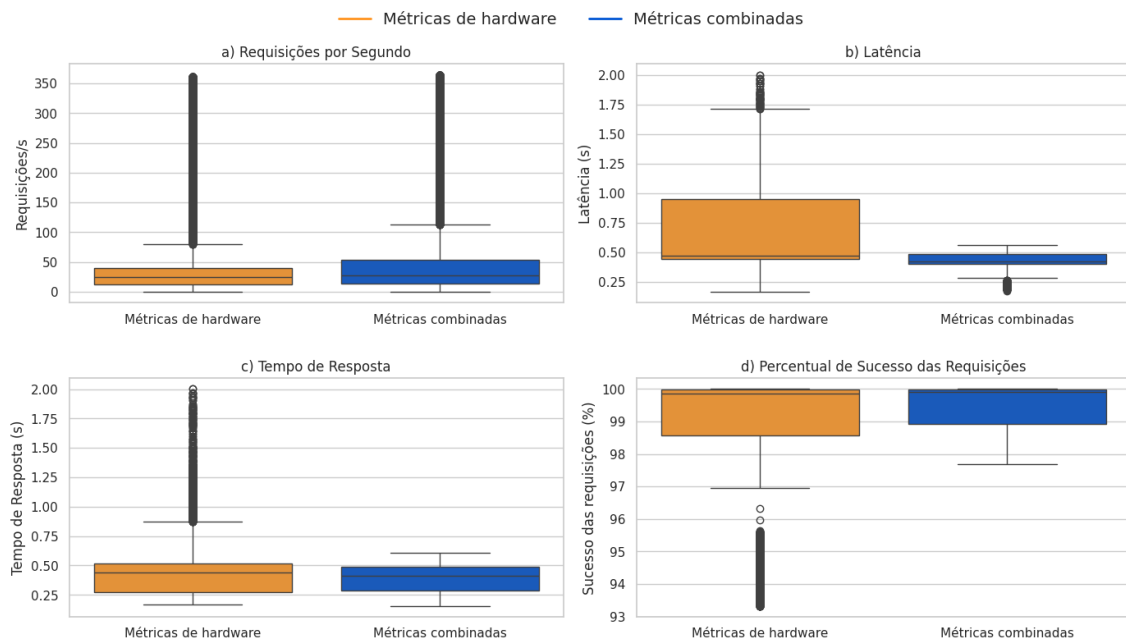 Métricas de hardware Métricas combinadas
a) Requisições por Segundo
Requisições/s
350
300
250
200
150
100
50
0
Métricas de hardware Métricas combinadas
b) Latência
Latência (s)
2.00
1.75
1.50
1.25
1.00
0.75
0.50
0.25
Métricas de hardware Métricas combinadas
c) Tempo de Resposta
Tempo de Resposta (s)
2.00
1.75
1.50
1.25
1.00
0.75
0.50
0.25
Métricas de hardware Métricas combinadas
d) Percentual de Sucesso das Requisições
Sucesso das requisições (%)
100
99
98
97
96
95
94
93
Métricas de hardware Métricas combinadas